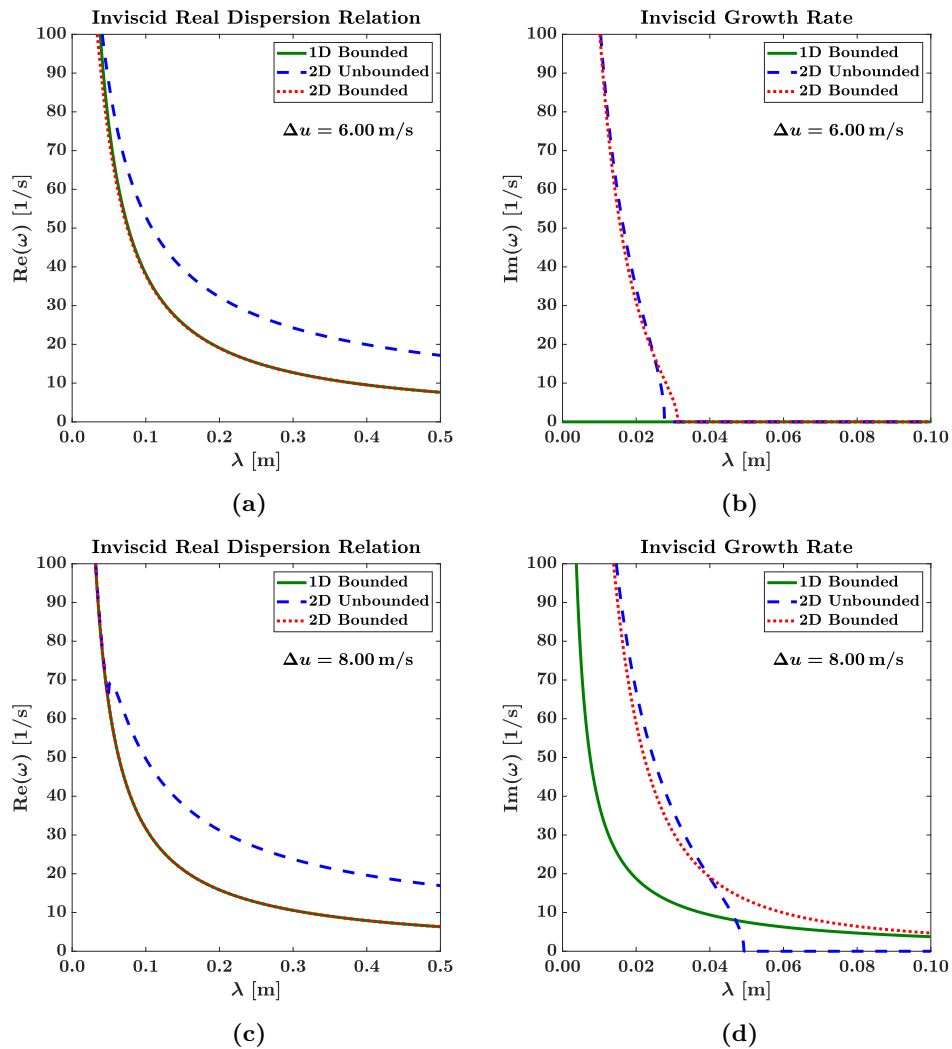 Inviscid Real Dispersion Relation
100
90
80
70
60
50
40
30
20
10
0
Re(ω) [1/s]
1D Bounded
2D Unbounded
2D Bounded
Δu = 6.00 m/s
0.0 0.1 0.2 0.3 0.4 0.5
λ [m]
(a)
Inviscid Growth Rate
100
90
80
70
60
50
40
30
20
10
0
Im(ω) [1/s]
1D Bounded
2D Unbounded
2D Bounded
Δu = 6.00 m/s
0.00 0.02 0.04 0.06 0.08 0.10
λ [m]
(b)
Inviscid Real Dispersion Relation
100
90
80
70
60
50
40
30
20
10
0
Re(ω) [1/s]
1D Bounded
2D Unbounded
2D Bounded
Δu = 8.00 m/s
0.0 0.1 0.2 0.3 0.4 0.5
λ [m]
(c)
Inviscid Growth Rate
100
90
80
70
60
50
40
30
20
10
0
Im(ω) [1/s]
1D Bounded
2D Unbounded
2D Bounded
Δu = 8.00 m/s
0.00 0.02 0.04 0.06 0.08 0.10
λ [m]
(d)